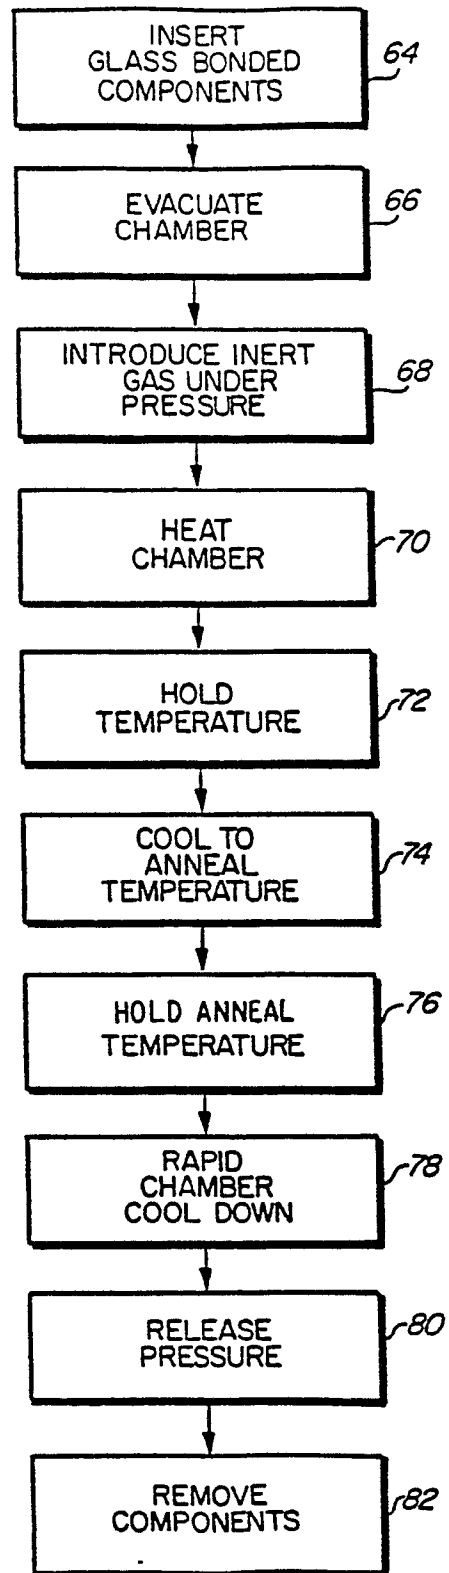 INSERT
GLASS BONDED
COMPONENTS
64
EVACUATE
CHAMBER
66
INTRODUCE INERT
GAS UNDER
PRESSURE
68
HEAT
CHAMBER
70
HOLD
TEMPERATURE
72
COOL TO
ANNEAL
TEMPERATURE
74
HOLD ANNEAL
TEMPERATURE
76
RAPID
CHAMBER
COOL DOWN
78
RELEASE
PRESSURE
80
REMOVE
COMPONENTS
82